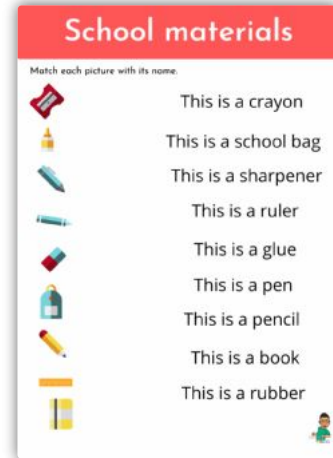 School materials
Match each picture with its name.
This is a crayon
This is a school bag
This is a sharpener
This is a ruler
This is a glue
This is a pen
This is a pencil
This is a book
This is a rubber